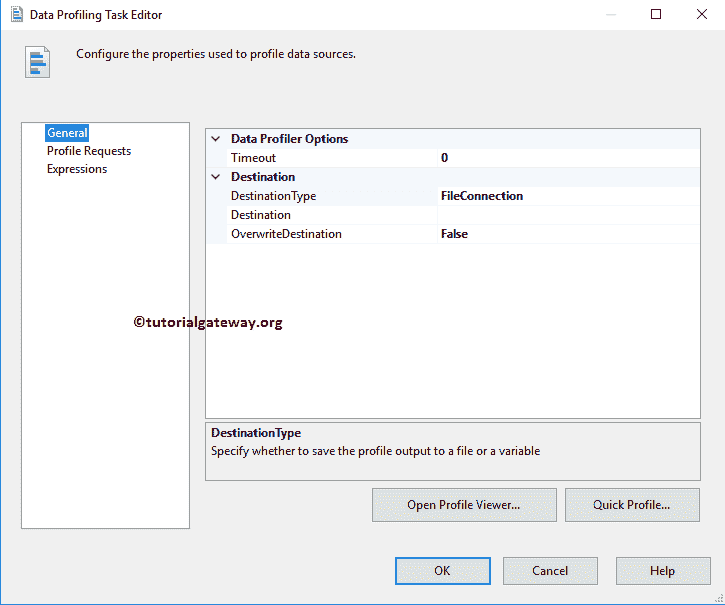 Data Profiling Task Editor
Configure the properties used to profile data sources.
General
Profile Requests
Expressions
Data Profiler Options
Timeout 0
Destination
DestinationType FileConnection
Destination
OverwriteDestination False
©tutorialgateway.org
DestinationType
Specify whether to save the profile output to a file or a variable
Open Profile Viewer... Quick Profile...
OK Cancel Help